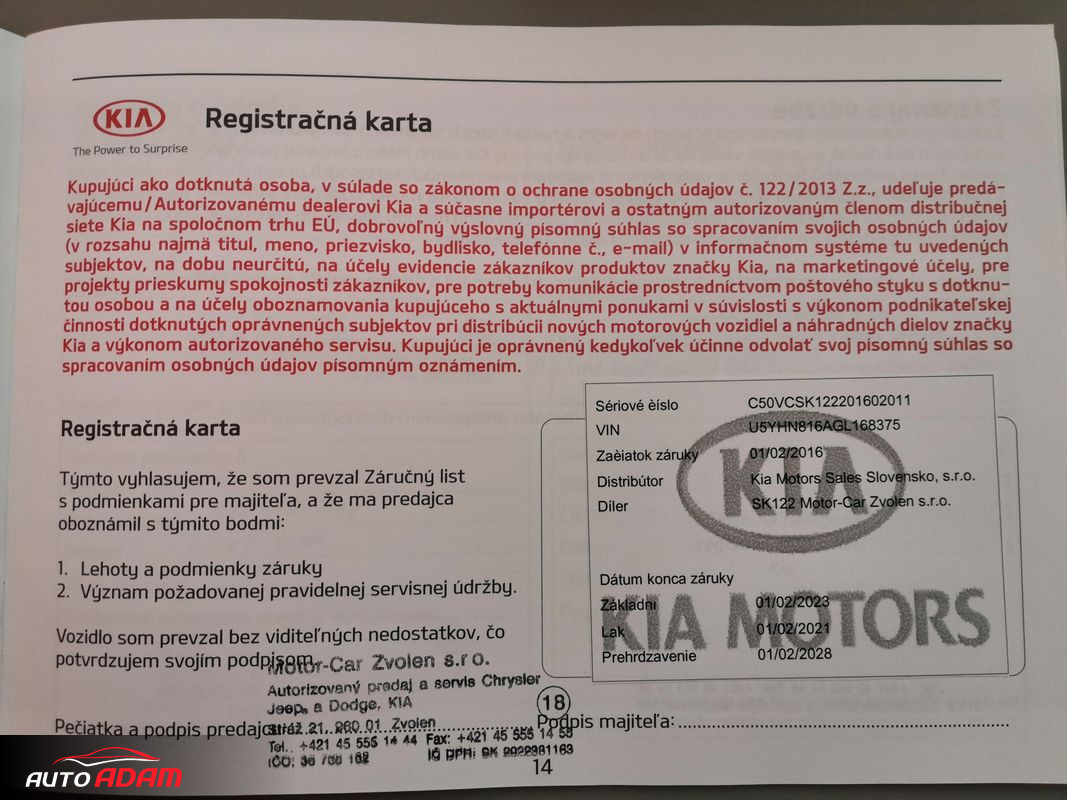 KIA
The Power to Surprise
Registračná karta
Kupujúci ako dotknutá osoba, v súlade so zákonom o ochrane osobných údajov č. 122/2013 Z.z., udeľuje predá-
vajúcemu/Autorizovanému dealerovi Kia a súčasne importérovi a ostatným autorizovaným členom distribučnej
siete Kia na spoločnom trhu EÚ, dobrovoľný výslovný písomný súhlas so spracovaním svojich osobných údajov
(v rozsahu najmä titul, meno, priezvisko, bydlisko, telefónne č., e-mail) v informačnom systéme tu uvedených
subjektov, na dobu neurčitú, na účely evidencie zákazníkov produktov značky Kia, na marketingové účely, pre
projekty prieskumy spokojnosti zákazníkov, pre potreby komunikácie prostredníctvom poštového styku s dotknu-
tou osobou a na účely oboznamovania kupujúceho s aktuálnymi ponukami v súvislosti s výkonom podnikateľskej
činnosti dotknutých oprávnených subjektov pri distribúcii nových motorových vozidiel a náhradných dielov značky
Kia a výkonom autorizovaného servisu. Kupujúci je oprávnený kedykoľvek účinne odvolať svoj písomný súhlas so
spracovaním osobných údajov písomným oznámením.
Registračná karta
Týmto vyhlasujem, že som prevzal Záručný list
s podmienkami pre majiteľa, a že ma predajca
oboznámil s týmito bodmi:
1. Lehoty a podmienky záruky
2. Význam požadovanej pravidelnej servisnej údržby.
Vozidlo som prevzal bez viditeľných nedostatkov, čo
potvrdzujem svojím podpisom.
Sériové èíslo C50VCSK122201602011
VIN U5YHN816AGL168375
Zaèiatok záruky 01/02/2016
Distribútor Kia Motors Sales Slovensko, s.r.o.
Díler SK122 Motor-Car Zvolen s.r.o.
KIA
Dátum konca záruky
Základní 01/02/2023
Lak 01/02/2021
Prehrdzavenie 01/02/2028
KIA MOTORS
Motor-Car Zvolen s.r.o.
Autorizovaný predaj a servis Chrysler
Jeep, a Dodge, KIA
Stráž 21, 960 01 Zvolen
Tel.. +421 45 555 14 44 Fax: +421 45 555 14 55
IČO: IČ DPH: SK
Pečiatka a podpis predajcu
18
Podpis majiteľa:
14
AUTO ADAM